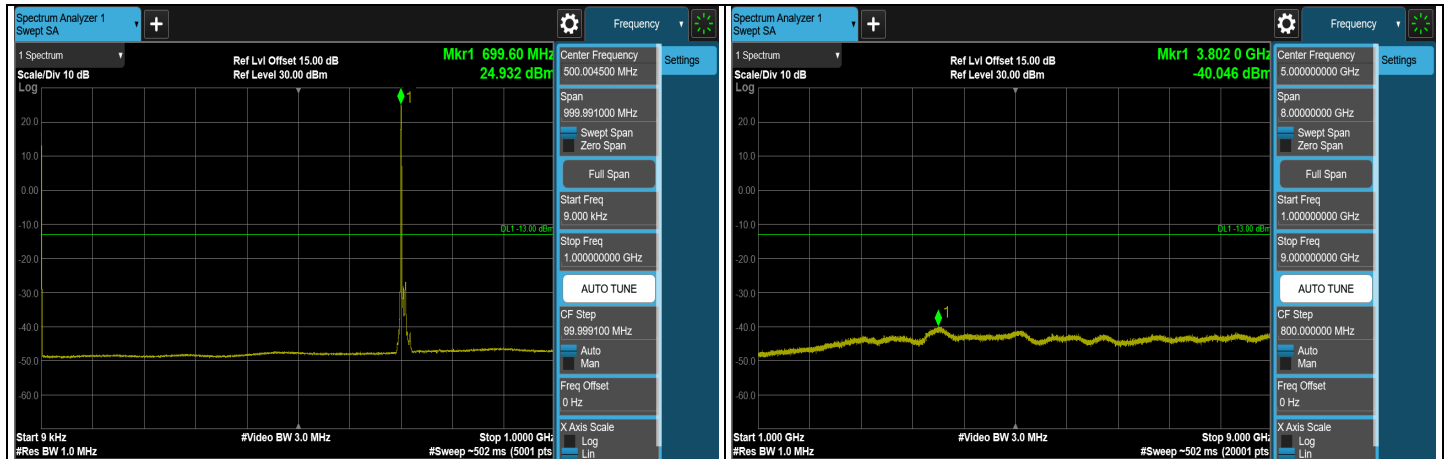 Spectrum Analyzer 1
Swept SA
+
Frequency
1 Spectrum
Scale/Div 10 dB
Log
Ref Lvl Offset 15.00 dB
Ref Level 30.00 dBm
Mkr1 699.60 MHz
24.932 dBm
1
20.0
10.0
0.00
-10.0
-20.0
-30.0
-40.0
-50.0
-60.0
DL1 -13.00 dBm
Start 9 kHz
#Res BW 1.0 MHz
#Video BW 3.0 MHz
Stop 1.0000 GHz
#Sweep ~502 ms (5001 pts
Center Frequency
500.004500 MHz
Settings
Span
999.991000 MHz
Swept Span
Zero Span
Full Span
Start Freq
9.000 kHz
Stop Freq
1.000000000 GHz
AUTO TUNE
CF Step
99.999100 MHz
Auto
Man
Freq Offset
0 Hz
X Axis Scale
Log
Lin
Spectrum Analyzer 1
Swept SA
+
Frequency
1 Spectrum
Scale/Div 10 dB
Log
Ref Lvl Offset 15.00 dB
Ref Level 30.00 dBm
Mkr1 3.802 0 GHz
-40.046 dBm
1
20.0
10.0
0.00
-10.0
-20.0
-30.0
-40.0
-50.0
-60.0
DL1 -13.00 dBm
Start 1.000 GHz
#Res BW 1.0 MHz
#Video BW 3.0 MHz
Stop 9.000 GHz
#Sweep ~502 ms (20001 pts
Center Frequency
5.000000000 GHz
Settings
Span
8.00000000 GHz
Swept Span
Zero Span
Full Span
Start Freq
1.000000000 GHz
Stop Freq
9.000000000 GHz
AUTO TUNE
CF Step
800.000000 MHz
Auto
Man
Freq Offset
0 Hz
X Axis Scale
Log
Lin